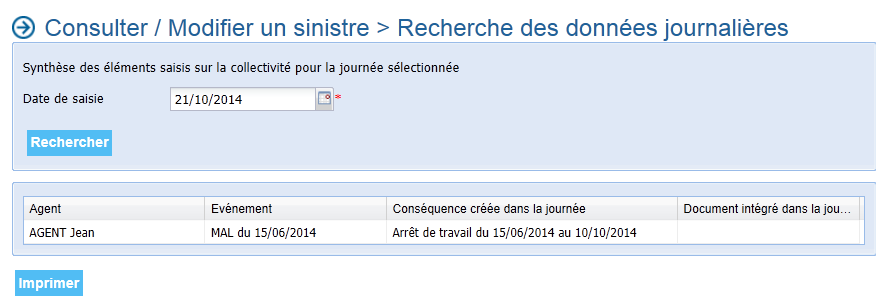 Consulter / Modifier un sinistre > Recherche des données journalières
Synthèse des éléments saisis sur la collectivité pour la journée sélectionnée
Date de saisie 21/10/2014 *
Rechercher
Agent Evénement Conséquence créée dans la journée Document intégré dans la jou...
AGENT Jean MAL du 15/06/2014 Arrêt de travail du 15/06/2014 au 10/10/2014
Imprimer